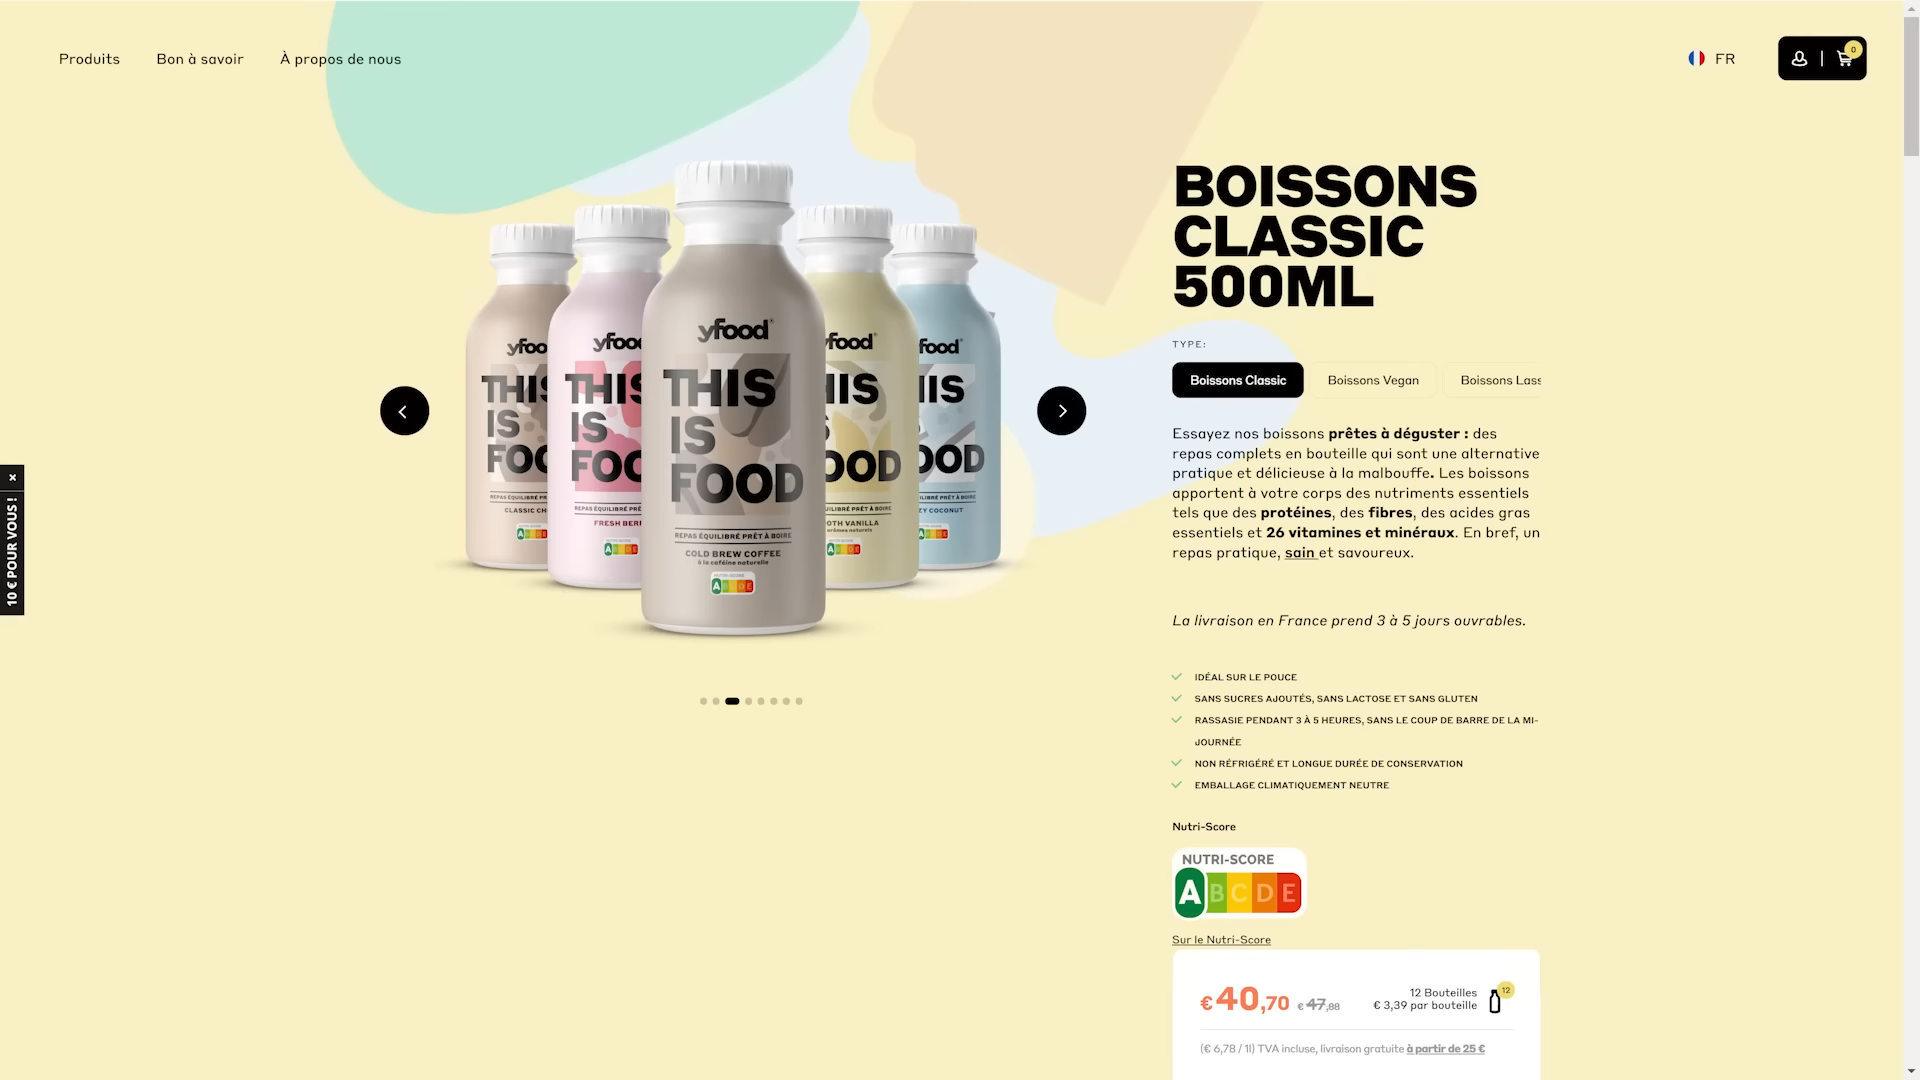 Produits
Bon à savoir
À propos de nous
FR
0
10 € POUR VOUS !
yfood
THIS
IS
FOOD
REPAS ÉQUILIBRÉ PRÊT À BOIRE
COLD BREW COFFEE
à la caféine naturelle
NUTRI-SCORE
A B C D E
BOISSONS
CLASSIC
500ML
TYPE:
Boissons Classic
Boissons Vegan
Boissons Lass
Essayez nos boissons prêtes à déguster : des
repas complets en bouteille qui sont une alternative
pratique et délicieuse à la malbouffe. Les boissons
apportent à votre corps des nutriments essentiels
tels que des protéines, des fibres, des acides gras
essentiels et 26 vitamines et minéraux. En bref, un
repas pratique, sain et savoureux.
La livraison en France prend 3 à 5 jours ouvrables.
IDÉAL SUR LE POUCE
SANS SUCRES AJOUTÉS, SANS LACTOSE ET SANS GLUTEN
RASSASIE PENDANT 3 À 5 HEURES, SANS LE COUP DE BARRE DE LA MI-
JOURNÉE
NON RÉFRIGÉRÉ ET LONGUE DURÉE DE CONSERVATION
EMBALLAGE CLIMATIQUEMENT NEUTRE
Nutri-Score
NUTRI-SCORE
A B C D E
Sur le Nutri-Score
€ 40,70 € 47,88
12 Bouteilles
€ 3,39 par bouteille
12
(€ 6,78 / 1l) TVA incluse, livraison gratuite à partir de 25 €